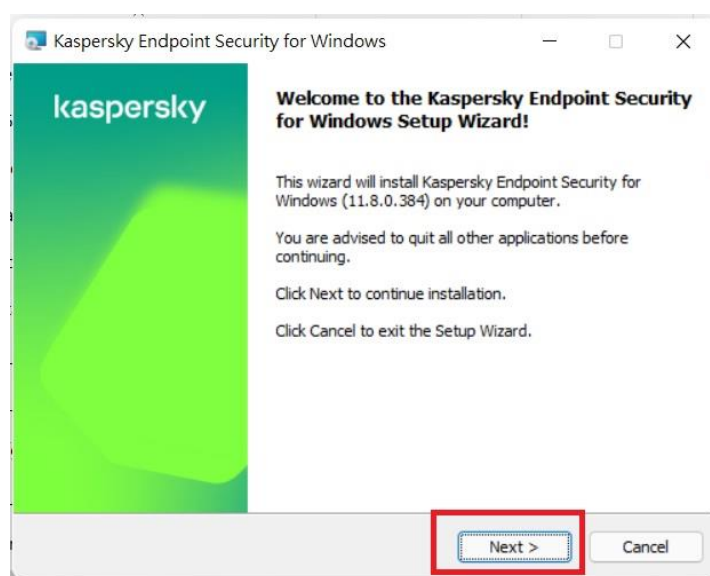 Kaspersky Endpoint Security for Windows
kaspersky
Welcome to the Kaspersky Endpoint Security
for Windows Setup Wizard!
This wizard will install Kaspersky Endpoint Security for
Windows (11.8.0.384) on your computer.
You are advised to quit all other applications before
continuing.
Click Next to continue installation.
Click Cancel to exit the Setup Wizard.
Next >
Cancel